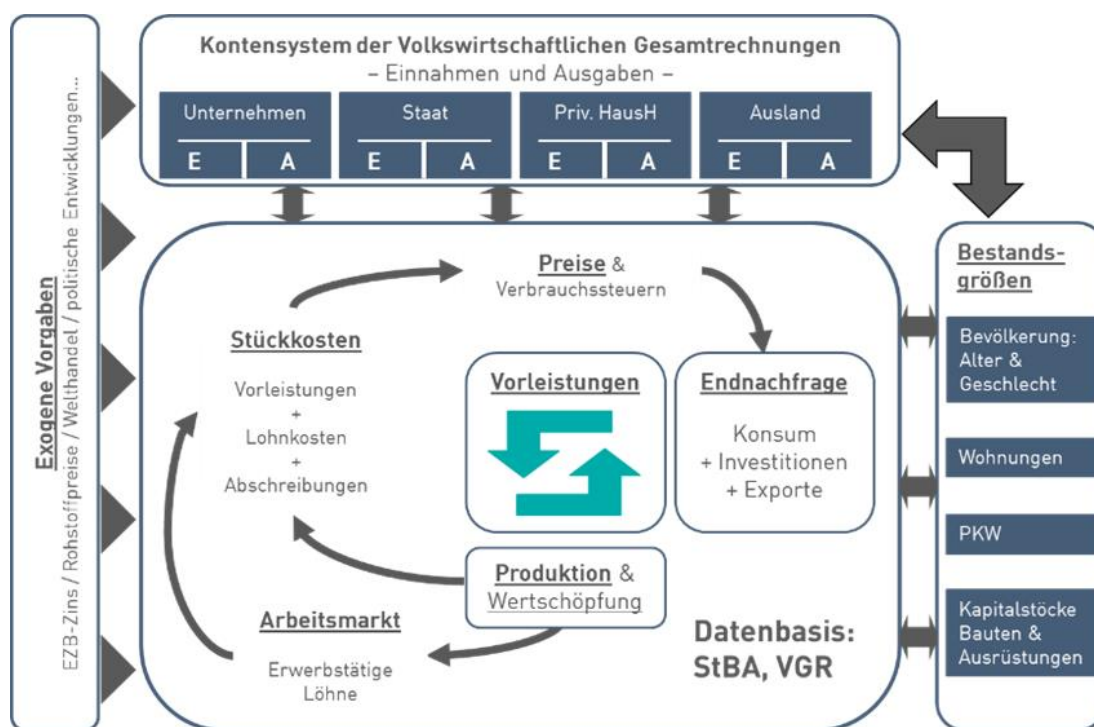 Exogene Vorgaben
EZB-Zins / Rohstoffpreise / Welthandel / politische Entwicklungen...
Kontensystem der Volkswirtschaftlichen Gesamtrechnungen
– Einnahmen und Ausgaben –
Unternehmen
E A
Staat
E A
Priv. HausH
E A
Ausland
E A
Preise &
Verbrauchssteuern
Stückkosten
Vorleistungen
+
Lohnkosten
+
Abschreibungen
Vorleistungen
Endnachfrage
Konsum
+ Investitionen
+ Exporte
Produktion &
Wertschöpfung
Arbeitsmarkt
Erwerbstätige
Löhne
Datenbasis:
StBA, VGR
Bestands-
größen
Bevölkerung:
Alter &
Geschlecht
Wohnungen
PKW
Kapitalstöcke
Bauten &
Ausrüstungen